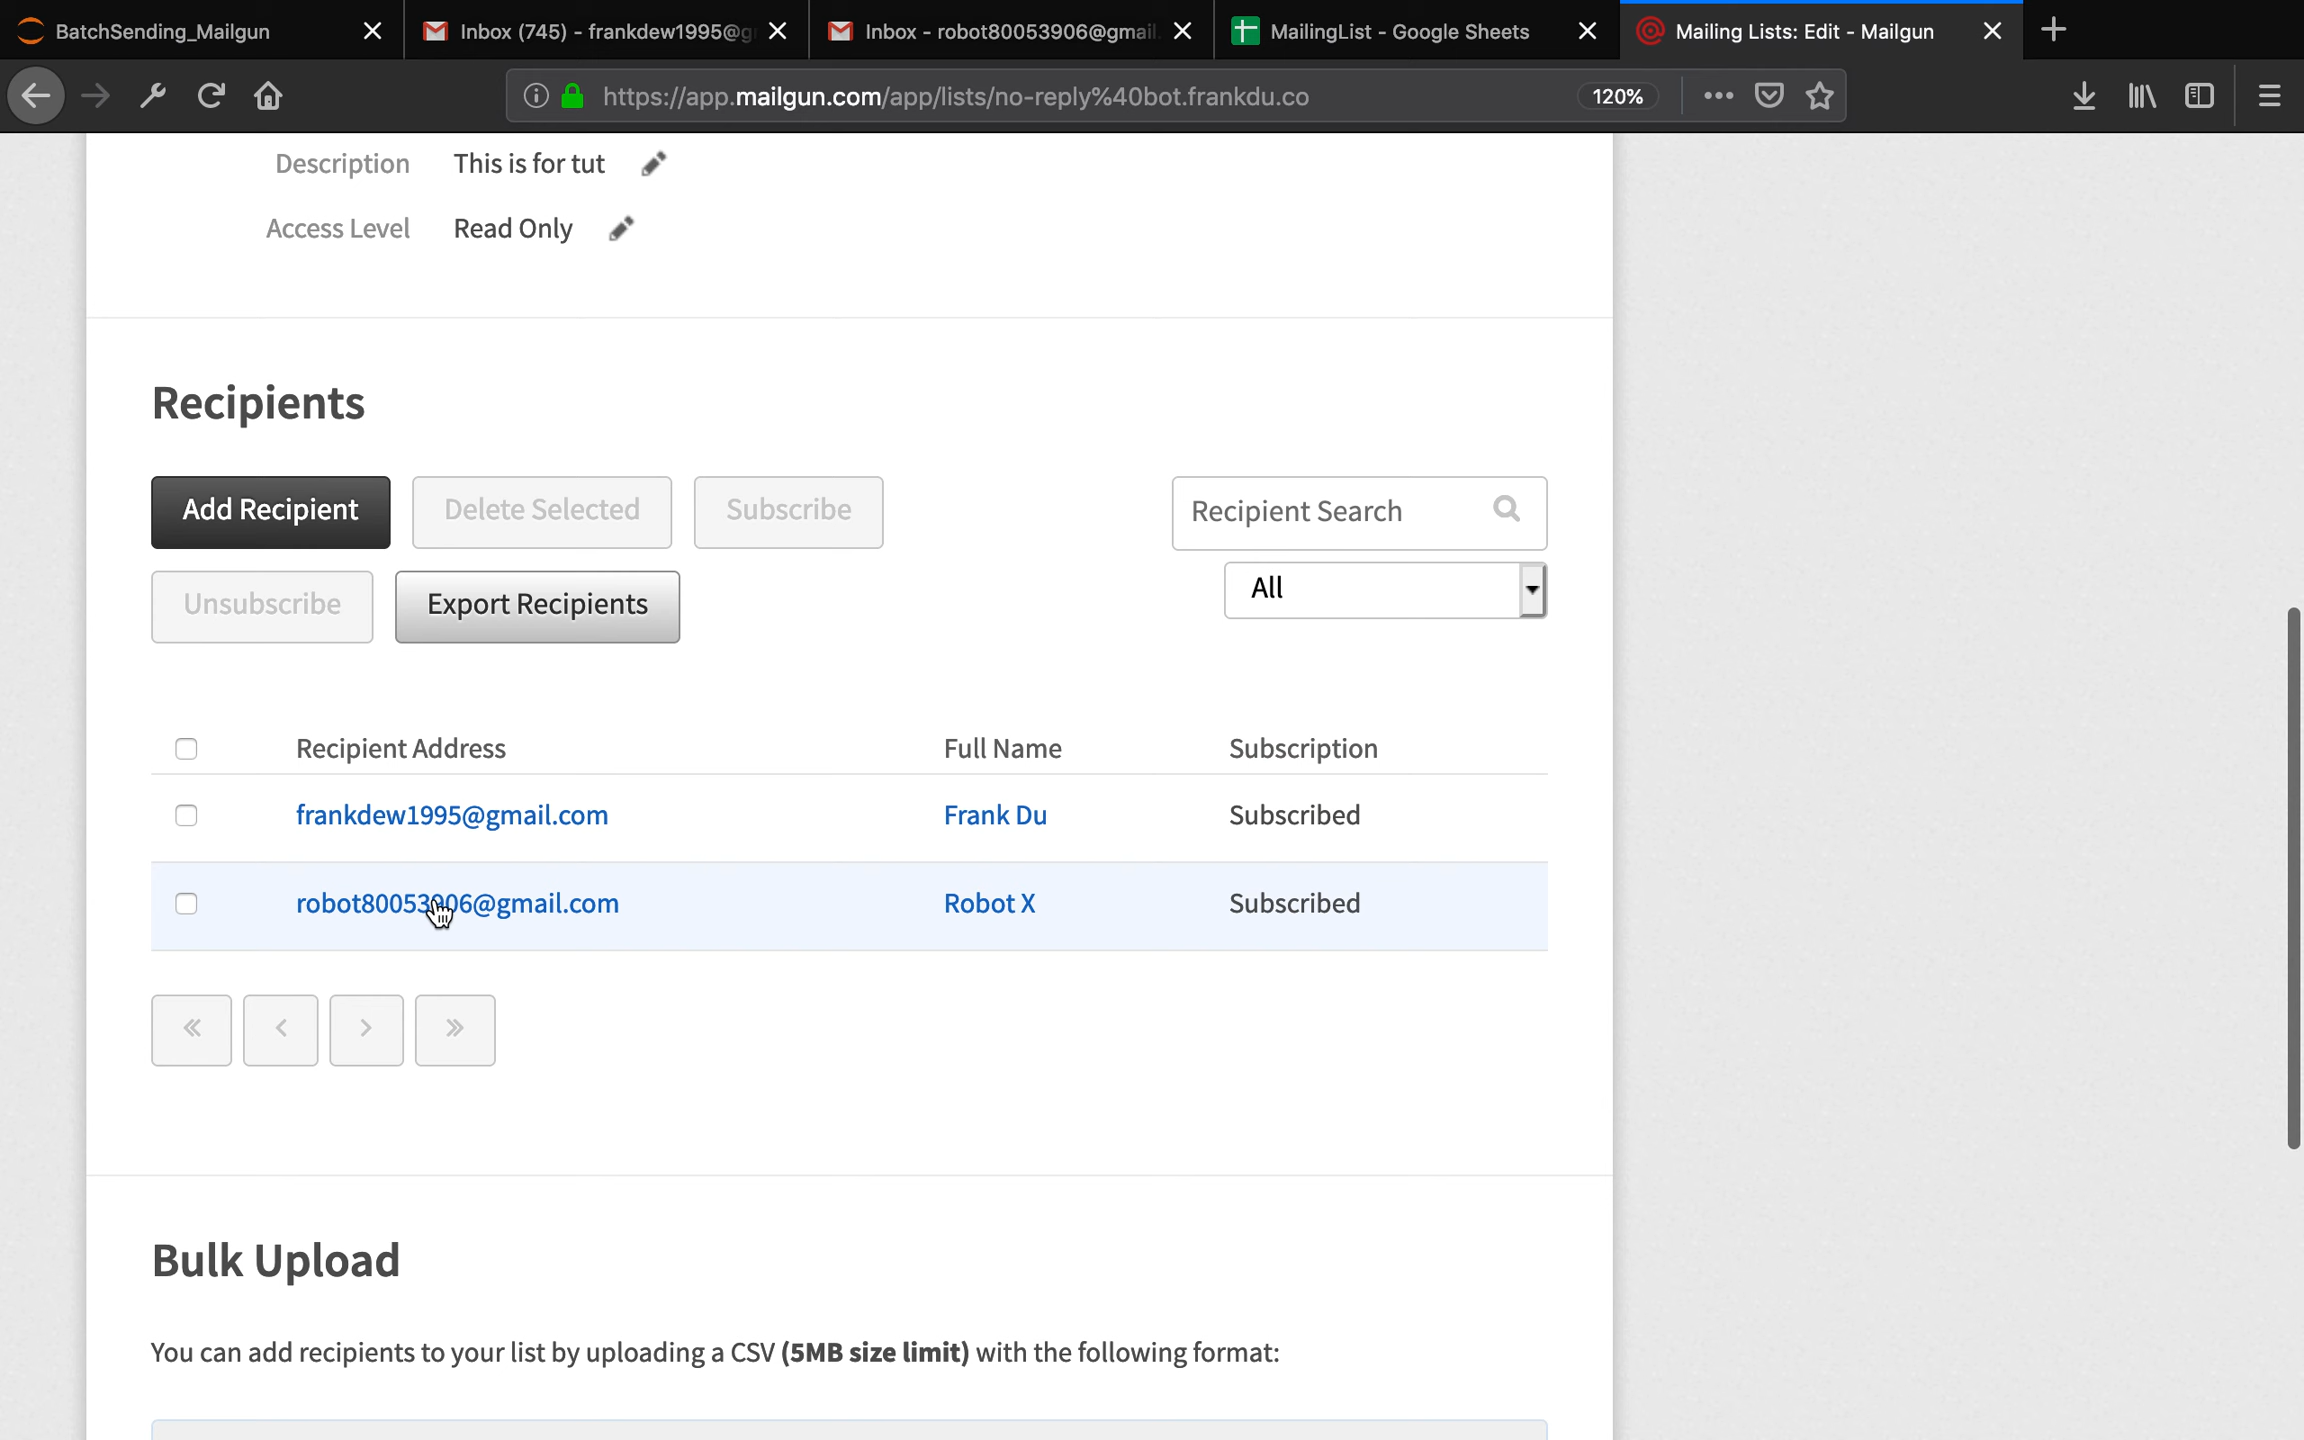 BatchSending_Mailgun
Inbox (745) - frankdew1995@g
Inbox - robot80053906@gmail.
MailingList - Google Sheets
Mailing Lists: Edit - Mailgun
https://app.mailgun.com/app/lists/no-reply%40bot.frankdu.co
120%
Description This is for tut
Access Level Read Only
Recipients
Add Recipient Delete Selected Subscribe
Recipient Search
Unsubscribe Export Recipients
All
Recipient Address Full Name Subscription
frankdew1995@gmail.com Frank Du Subscribed
robot80053906@gmail.com Robot X Subscribed
« ‹ › »
Bulk Upload
You can add recipients to your list by uploading a CSV (5MB size limit) with the following format: